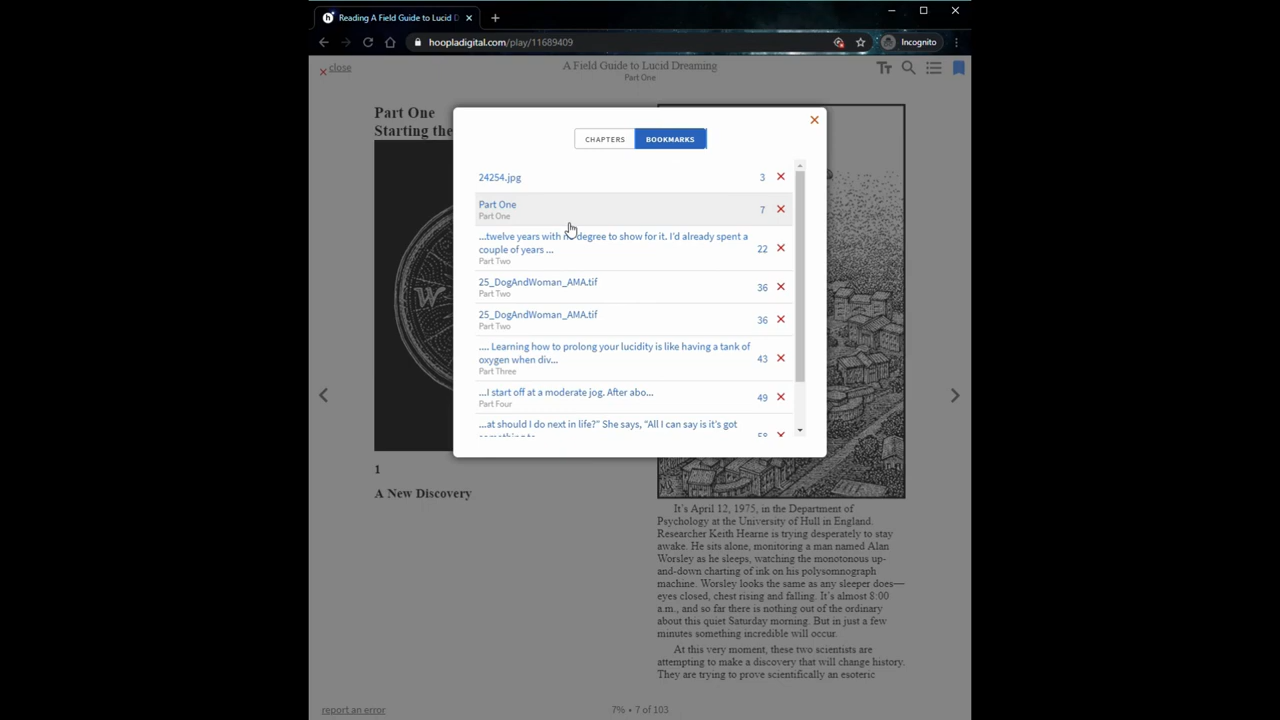 Reading A Field Guide to Lucid D
hoopladigital.com/play/11689409
Incognito
close
A Field Guide to Lucid Dreaming
Part One
Part One
Starting the
CHAPTERS
BOOKMARKS
24254.jpg 3
Part One 7
Part One
...twelve years with no degree to show for it. I'd already spent a
couple of years ... 22
Part Two
25_DogAndWoman_AMA.tif 36
Part Two
25_DogAndWoman_AMA.tif 36
Part Two
.... Learning how to prolong your lucidity is like having a tank of
oxygen when div... 43
Part Three
...I start off at a moderate jog. After abo... 49
Part Four
...at should I do next in life?" She says, "All I can say is it's got
something to 58
W
1
A New Discovery
It's April 12, 1975, in the Department of
Psychology at the University of Hull in England.
Researcher Keith Hearne is trying desperately to stay
awake. He sits alone, monitoring a man named Alan
Worsley as he sleeps, watching the monotonous up-
and-down charting of ink on his polysomnograph
machine. Worsley looks the same as any sleeper does—
eyes closed, chest rising and falling. It's almost 8:00
a.m., and so far there is nothing out of the ordinary
about this quiet Saturday morning. But in just a few
minutes something incredible will occur.
At this very moment, these two scientists are
attempting to make a discovery that will change history.
They are trying to prove scientifically an esoteric
report an error
7% • 7 of 103